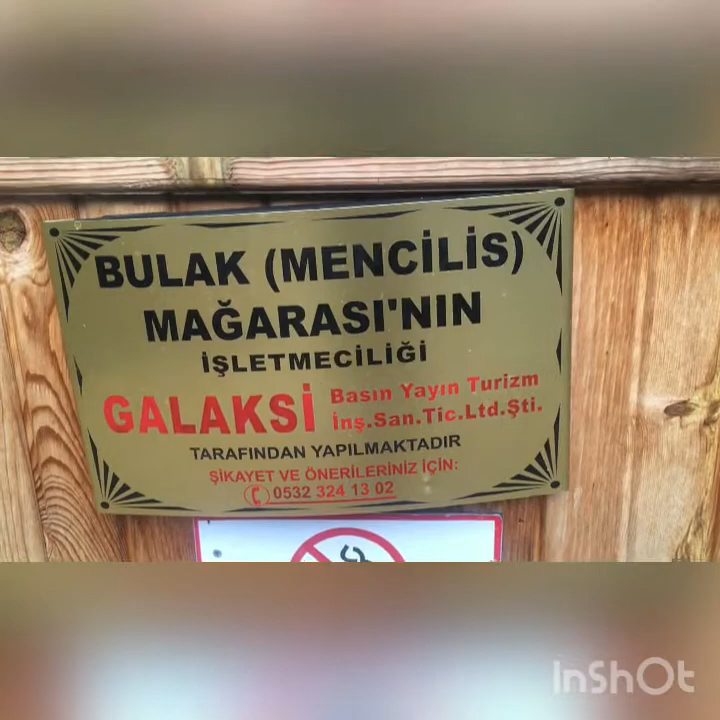 BULAK (MENCİLİS)
MAĞARASI'NIN
İŞLETMECİLİĞİ
GALAKSİ Basın Yayın Turizm
İnş.San.Tic.Ltd.Şti.
TARAFINDAN YAPILMAKTADIR
ŞİKAYET VE ÖNERİLERİNİZ İÇİN:
0532 324 13 02
InShOt